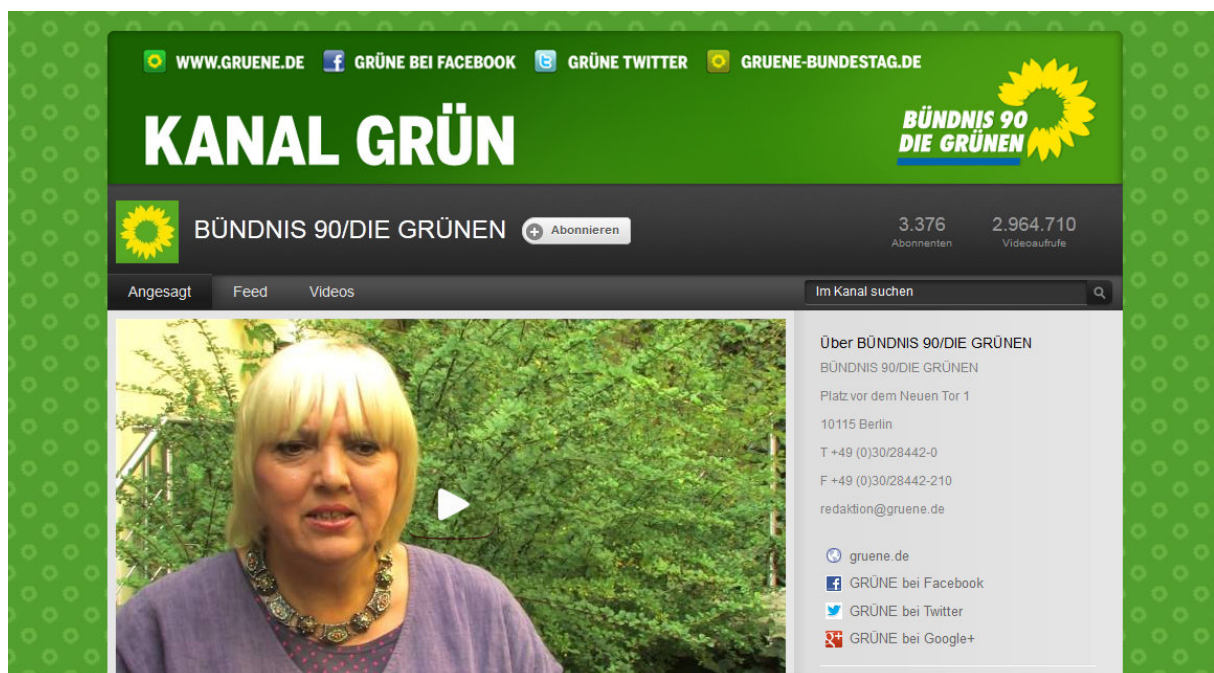 WWW.GRUENE.DE GRÜNE BEI FACEBOOK GRÜNE TWITTER GRUENE-BUNDESTAG.DE
KANAL GRÜN
BÜNDNIS 90
DIE GRÜNEN
BÜNDNIS 90/DIE GRÜNEN Abonnieren
3.376 2.964.710
Abonnenten Videoaufrufe
Angesagt Feed Videos Im Kanal suchen
Über BÜNDNIS 90/DIE GRÜNEN
BÜNDNIS 90/DIE GRÜNEN
Platz vor dem Neuen Tor 1
10115 Berlin
T +49 (0)30/28442-0
F +49 (0)30/28442-210
redaktion@gruene.de
gruene.de
GRÜNE bei Facebook
GRÜNE bei Twitter
GRÜNE bei Google+